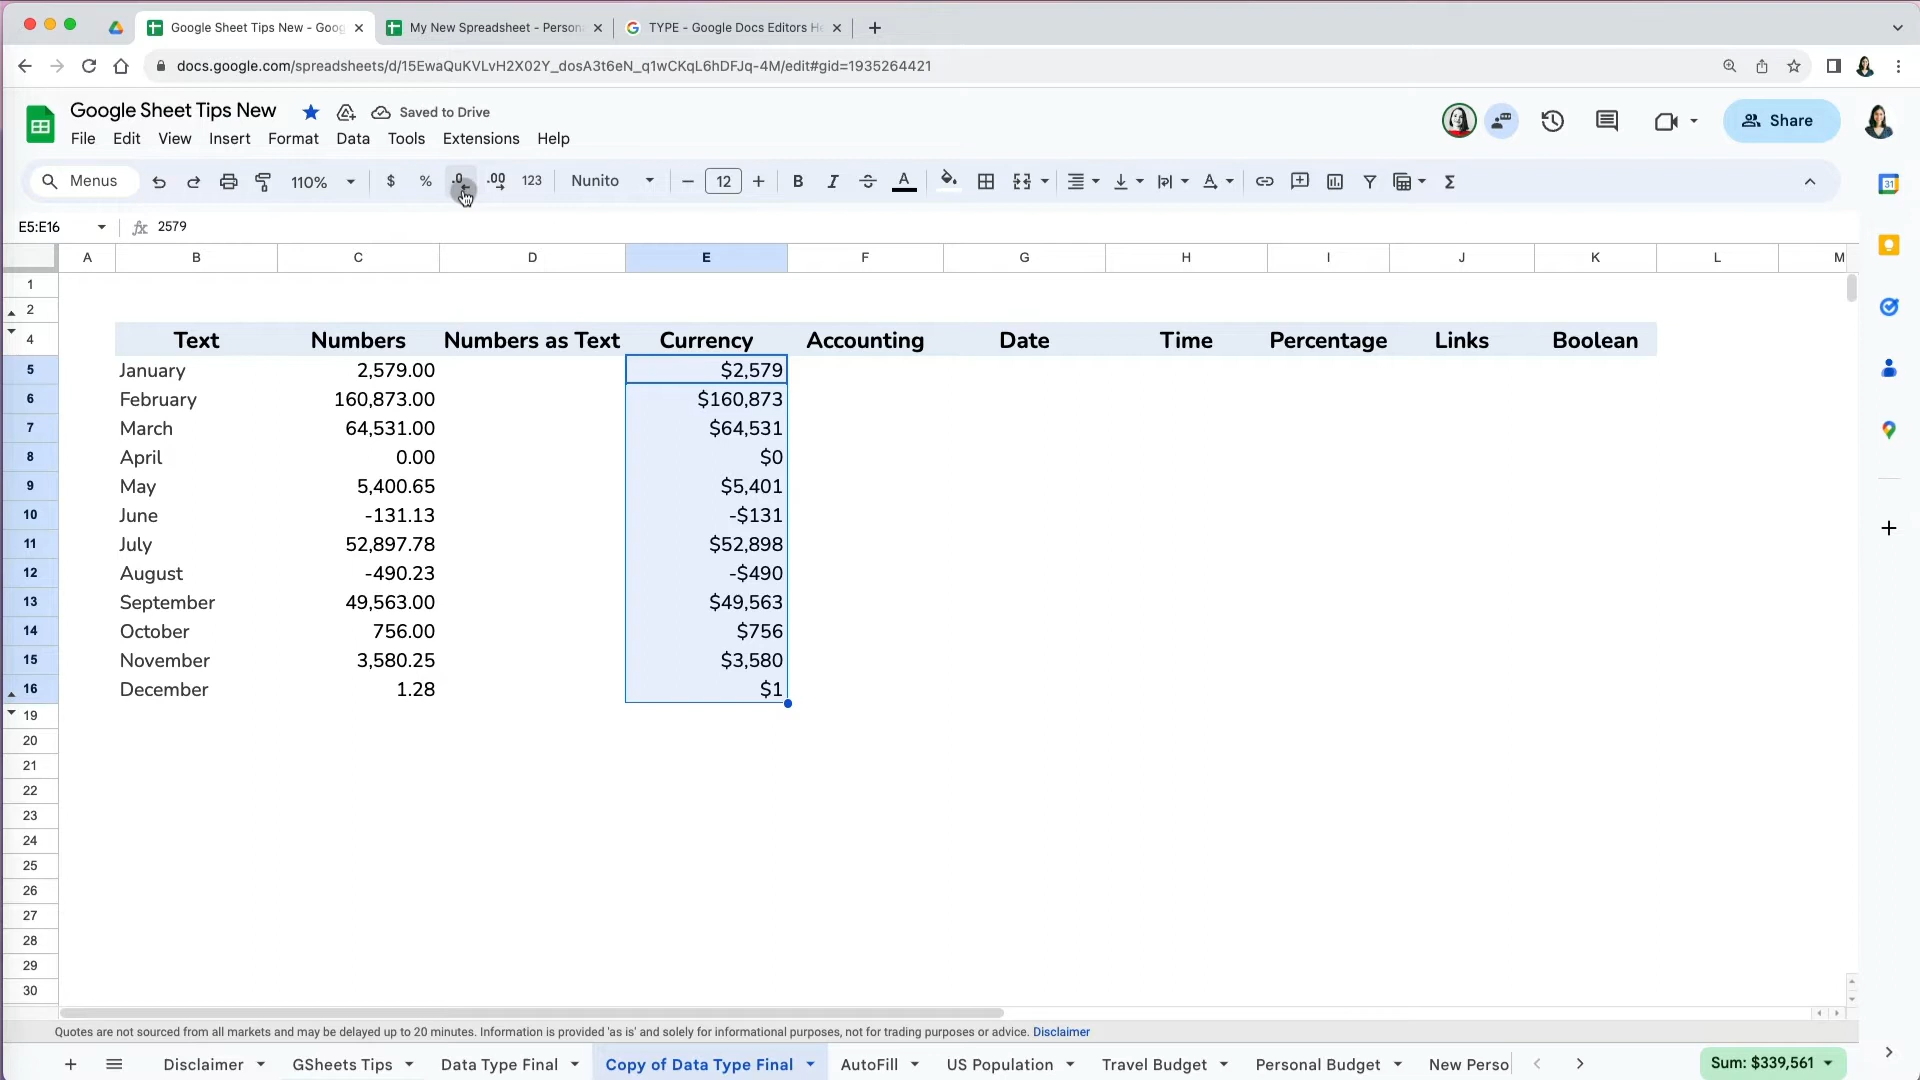 Google Sheet Tips New - Goog
My New Spreadsheet - Persona
TYPE - Google Docs Editors He
docs.google.com/spreadsheets/d/15EwaQuKVLvH2X02Y_dosA3t6eN_q1wCKqL6hDFJq-4M/edit#gid=1935264421
Google Sheet Tips New
Saved to Drive
File Edit View Insert Format Data Tools Extensions Help
Share
Menus 110% $ % .0 .00 123 Nunito 12 B I A Σ
31
E5:E16 fx 2579
A B C D E F G H I J K L M
1
2
4 Text Numbers Numbers as Text Currency Accounting Date Time Percentage Links Boolean
5 January 2,579.00 $2,579
6 February 160,873.00 $160,873
7 March 64,531.00 $64,531
8 April 0.00 $0
9 May 5,400.65 $5,401
10 June -131.13 -$131
11 July 52,897.78 $52,898
12 August -490.23 -$490
13 September 49,563.00 $49,563
14 October 756.00 $756
15 November 3,580.25 $3,580
16 December 1.28 $1
19
20
21
22
23
24
25
26
27
28
29
30
Quotes are not sourced from all markets and may be delayed up to 20 minutes. Information is provided 'as is' and solely for informational purposes, not for trading purposes or advice. Disclaimer
Disclaimer GSheets Tips Data Type Final Copy of Data Type Final AutoFill US Population Travel Budget Personal Budget New Perso Sum: $339,561